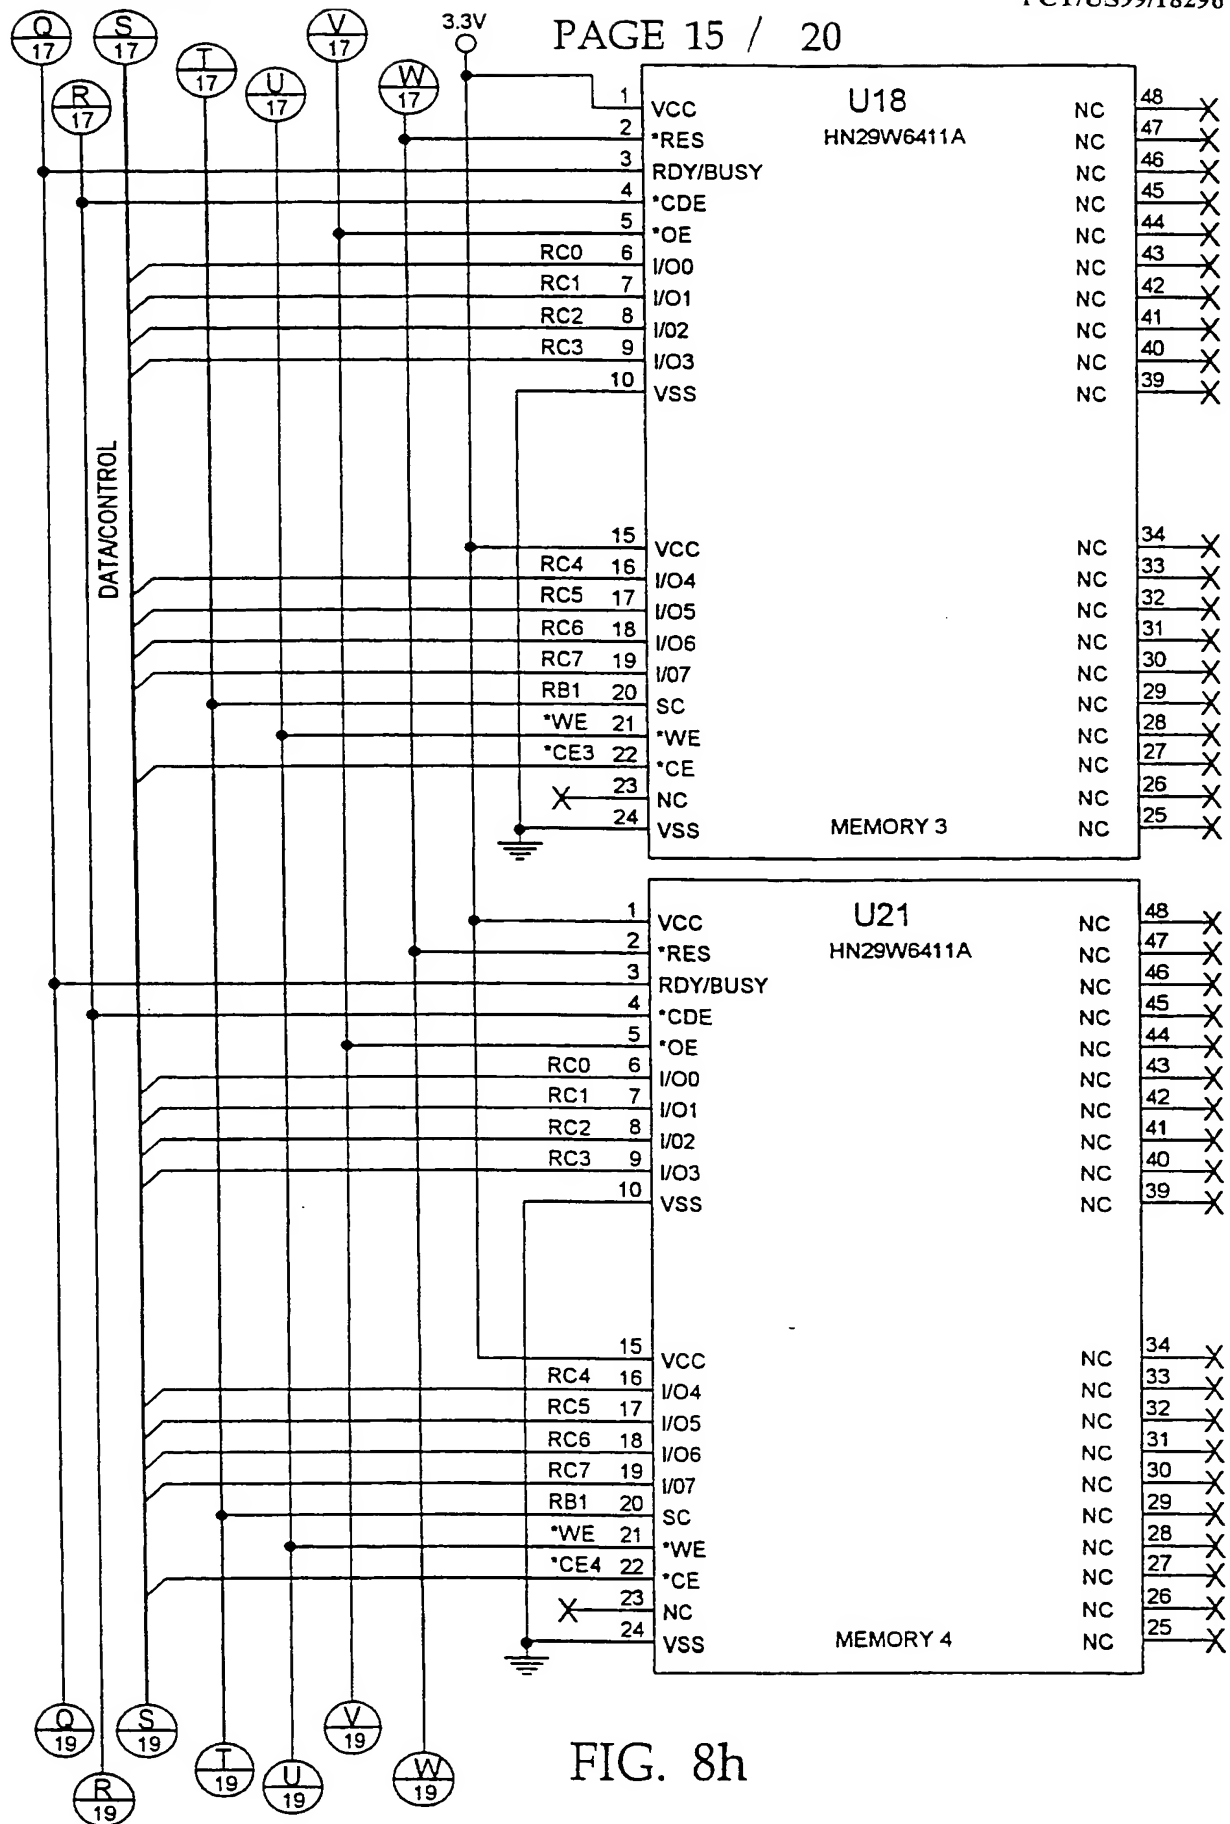 PCT/US99/18296
PAGE 15 / 20
Q 17
S 17
R 17
T 17
U 17
V 17
W 17
3.3V
DATA/CONTROL
U18
HN29W6411A
1 VCC
2 *RES
3 RDY/BUSY
4 *CDE
5 *OE
RC0 6 I/O0
RC1 7 I/O1
RC2 8 I/02
RC3 9 I/O3
10 VSS
15 VCC
RC4 16 I/O4
RC5 17 I/O5
RC6 18 I/O6
RC7 19 I/07
RB1 20 SC
*WE 21 *WE
*CE3 22 *CE
23 NC
24 VSS
NC 48
NC 47
NC 46
NC 45
NC 44
NC 43
NC 42
NC 41
NC 40
NC 39
NC 34
NC 33
NC 32
NC 31
NC 30
NC 29
NC 28
NC 27
NC 26
NC 25
MEMORY 3
U21
HN29W6411A
1 VCC
2 *RES
3 RDY/BUSY
4 *CDE
5 *OE
RC0 6 I/O0
RC1 7 I/O1
RC2 8 I/02
RC3 9 I/O3
10 VSS
15 VCC
RC4 16 I/O4
RC5 17 I/O5
RC6 18 I/O6
RC7 19 I/07
RB1 20 SC
*WE 21 *WE
*CE4 22 *CE
23 NC
24 VSS
NC 48
NC 47
NC 46
NC 45
NC 44
NC 43
NC 42
NC 41
NC 40
NC 39
NC 34
NC 33
NC 32
NC 31
NC 30
NC 29
NC 28
NC 27
NC 26
NC 25
MEMORY 4
Q 19
S 19
R 19
T 19
U 19
V 19
W 19
FIG. 8h